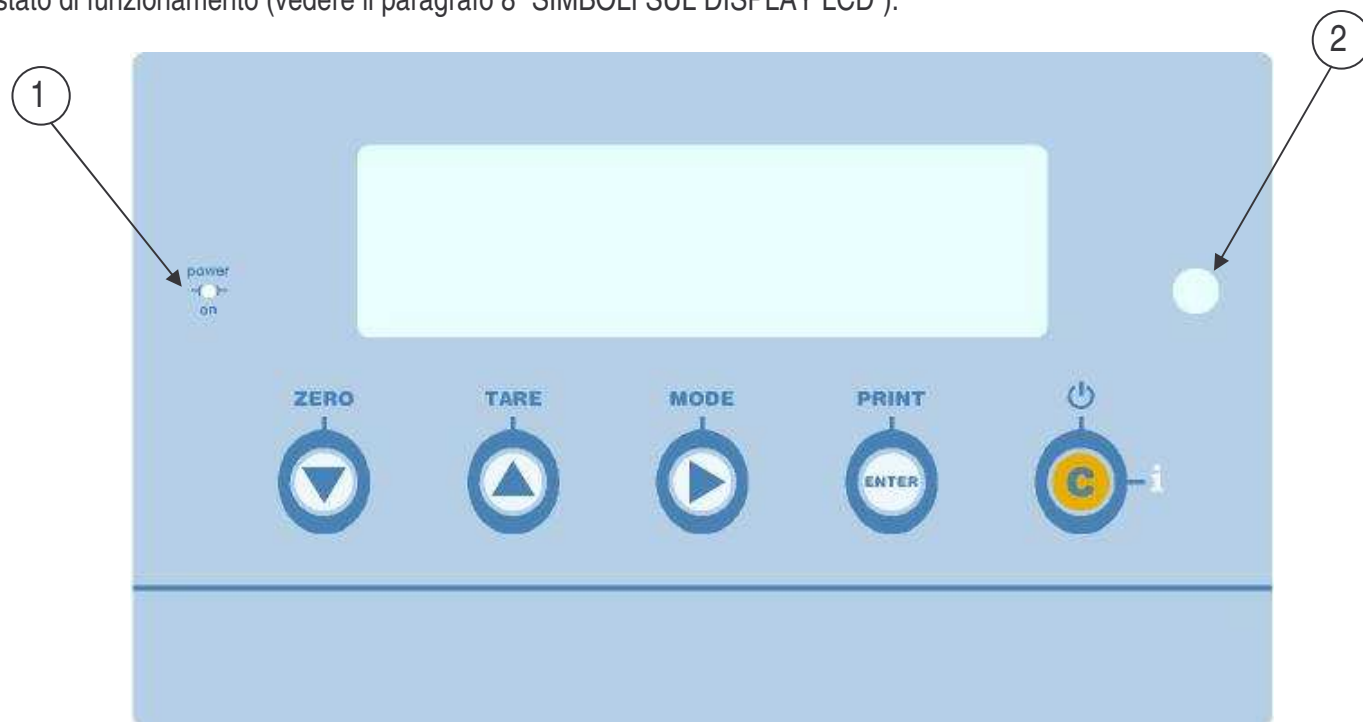 stato di funzionamento (vedere il paragrafo 8 "SIMBOLI SUL DISPLAY LCD").
1
2
power
on
ZERO TARE MODE PRINT
ENTER C i